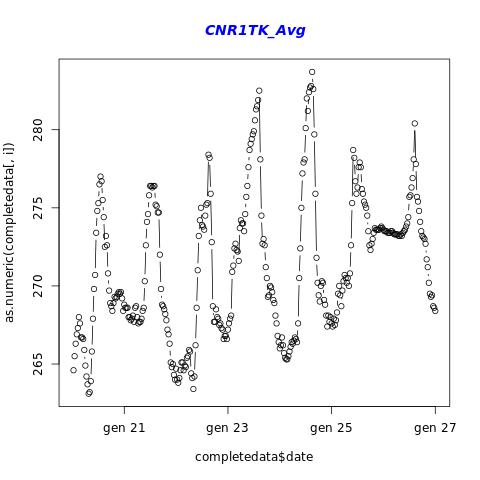 CNR1TK_Avg
as.numeric(completedata[, i])
280
275
270
265
gen 21
gen 23
gen 25
gen 27
completedata$date